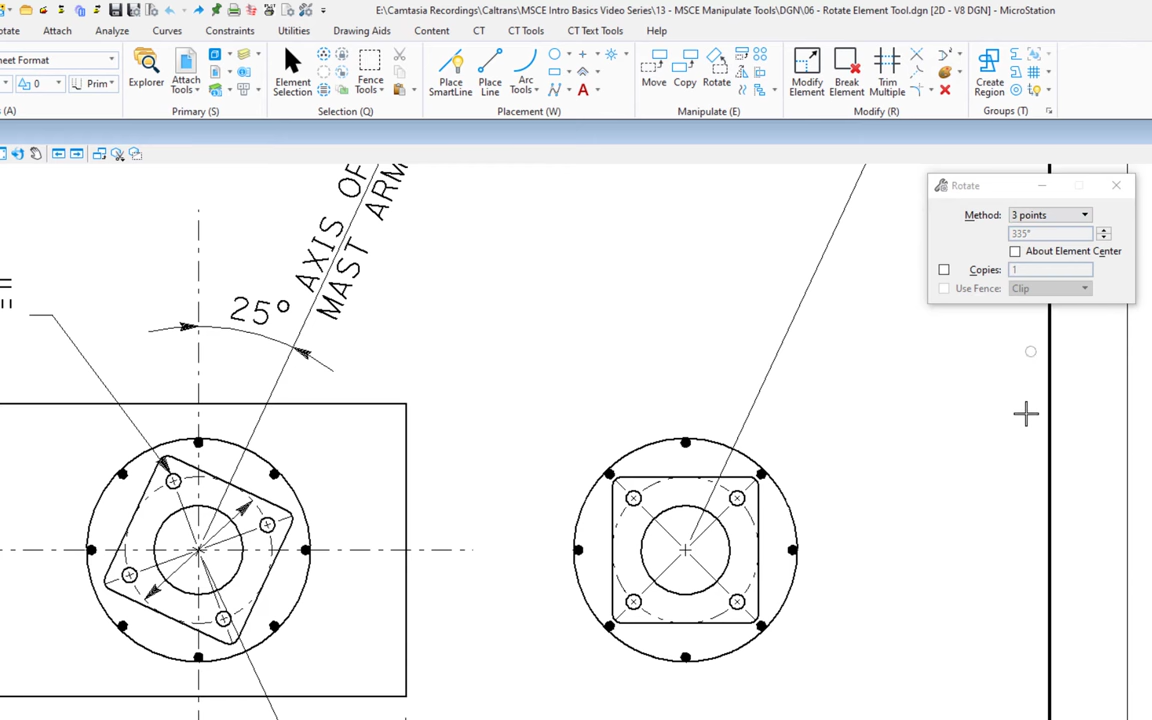 E:\Camtasia Recordings\Caltrans\MSCE Intro Basics Video Series\13 - MSCE Manipulate Tools\DGN\06 - Rotate Element Tool.dgn [2D - V8 DGN] - MicroStation
otate Attach Analyze Curves Constraints Utilities Drawing Aids Content CT CT Tools CT Text Tools Help
eet Format
0 Prim
Explorer Attach Tools
Element Selection Fence Tools
Place SmartLine Place Line Arc Tools
Move Copy Rotate
Modify Element Break Element Trim Multiple
Create Region
(A) Primary (S) Selection (Q) Placement (W) Manipulate (E) Modify (R) Groups (T)
Rotate
Method: 3 points
335°
About Element Center
Copies: 1
Use Fence: Clip
AXIS OF
MAST ARM
25°